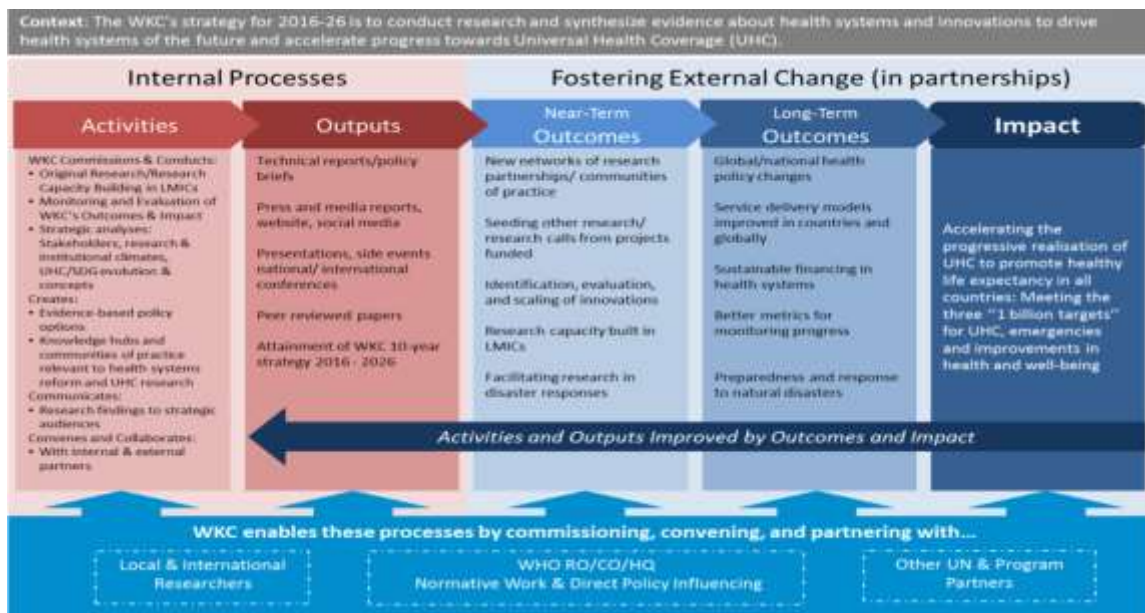 Context: The WKC's strategy for 2016-26 is to conduct research and synthesize evidence about health systems and innovations to drive
health systems of the future and accelerate progress towards Universal Health Coverage (UHC).
Internal Processes
Fostering External Change (in partnerships)
Activities
WKC Commissions & Conducts:
• Original Research/Research
Capacity Building in LMICs
• Monitoring and Evaluation of
WKC's Outcomes & Impact
• Strategic analyses:
Stakeholders, research &
institutional climates,
UHC/SDG evolution &
concepts
Creates:
• Evidence-based policy
options
• Knowledge hubs and
communities of practice
relevant to health systems
reform and UHC research
Communicates:
• Research findings to strategic
audiences
Convenes and Collaborates:
• With internal & external
partners
Outputs
Technical reports/policy
briefs
Press and media reports,
website, social media
Presentations, side events
national/ international
conferences
Peer reviewed papers
Attainment of WKC 10-year
strategy 2016 - 2026
Near-Term
Outcomes
New networks of research
partnerships/ communities
of practice
Seeding other research/
research calls from projects
funded
Identification, evaluation,
and scaling of innovations
Research capacity built in
LMICs
Facilitating research in
disaster responses
Long-Term
Outcomes
Global/national health
policy changes
Service delivery models
improved in countries and
globally
Sustainable financing in
health systems
Better metrics for
monitoring progress
Preparedness and response
to natural disasters
Impact
Accelerating the
progressive realisation of
UHC to promote healthy
life expectancy in all
countries: Meeting the
three "1 billion targets"
for UHC, emergencies
and improvements in
health and well-being
Activities and Outputs Improved by Outcomes and Impact
WKC enables these processes by commissioning, convening, and partnering with...
Local & International
Researchers
WHO RO/CO/HQ
Normative Work & Direct Policy Influencing
Other UN & Program
Partners